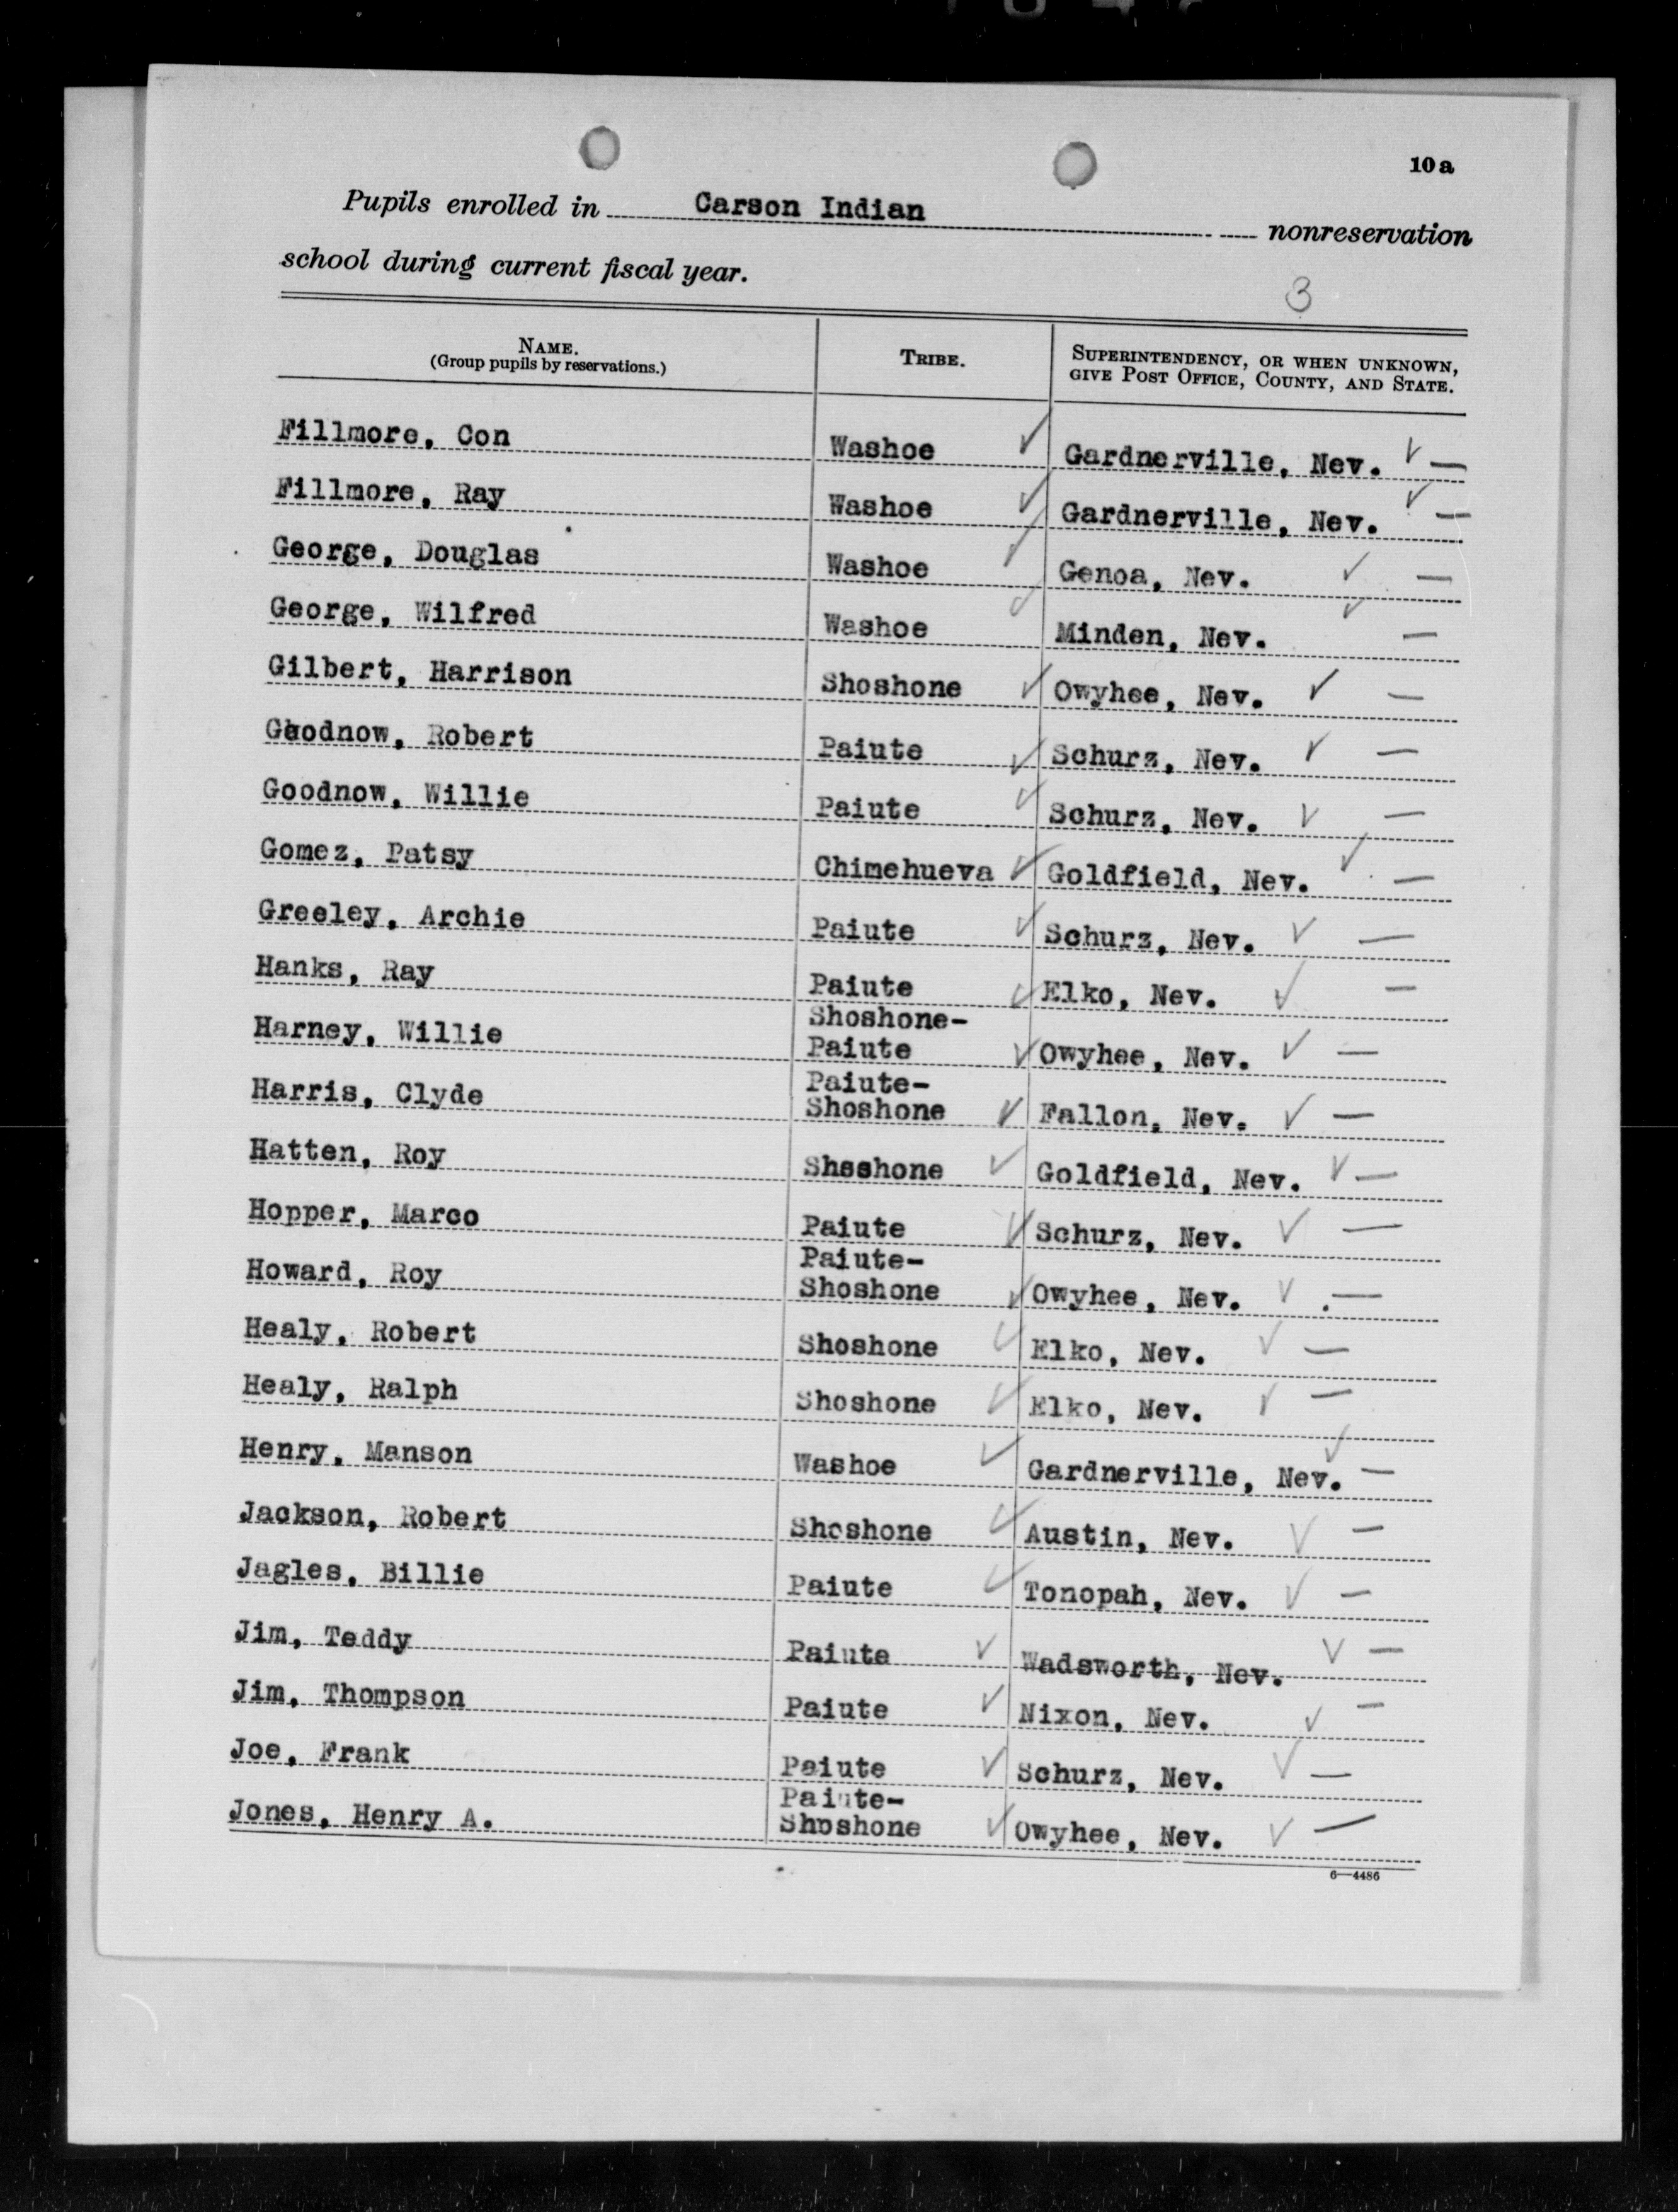 10 a
Pupils enrolled in Carson Indian nonreservation
school during current fiscal year.
3
NAME. TRIBE. SUPERINTENDENCY, OR WHEN UNKNOWN,
(Group pupils by reservations.) GIVE POST OFFICE, COUNTY, AND STATE.
Fillmore, Con Washoe ✓ Gardnerville, Nev. ✓ —
Fillmore, Ray Washoe ✓ Gardnerville, Nev. ✓ —
George, Douglas Washoe ✓ Genoa, Nev. ✓ —
George, Wilfred Washoe ✓ Minden, Nev. ✓ —
Gilbert, Harrison Shoshone ✓ Owyhee, Nev. ✓ —
Goodnow, Robert Paiute ✓ Schurz, Nev. ✓ —
Goodnow, Willie Paiute ✓ Schurz, Nev. ✓ —
Gomez, Patsy Chimehueva ✓ Goldfield, Nev. ✓ —
Greeley, Archie Paiute ✓ Schurz, Nev. ✓ —
Hanks, Ray Paiute ✓ Elko, Nev. ✓ —
Shoshone-
Harney, Willie Paiute ✓ Owyhee, Nev. ✓ —
Paiute-
Harris, Clyde Shoshone ✓ Fallon, Nev. ✓ —
Hatten, Roy Shoshone ✓ Goldfield, Nev. ✓ —
Hopper, Marco Paiute ✓ Schurz, Nev. ✓ —
Paiute-
Howard, Roy Shoshone ✓ Owyhee, Nev. ✓ —
Healy, Robert Shoshone ✓ Elko, Nev. ✓ —
Healy, Ralph Shoshone ✓ Elko, Nev. ✓ —
Henry, Manson Washoe ✓ Gardnerville, Nev. ✓ —
Jackson, Robert Shoshone ✓ Austin, Nev. ✓ —
Jagles, Billie Paiute ✓ Tonopah, Nev. ✓ —
Jim, Teddy Paiute ✓ Wadsworth, Nev. ✓ —
Jim, Thompson Paiute ✓ Nixon, Nev. ✓ —
Joe, Frank Paiute ✓ Schurz, Nev. ✓ —
Paiute-
Jones, Henry A. Shoshone ✓ Owyhee, Nev. ✓ —
6—4486